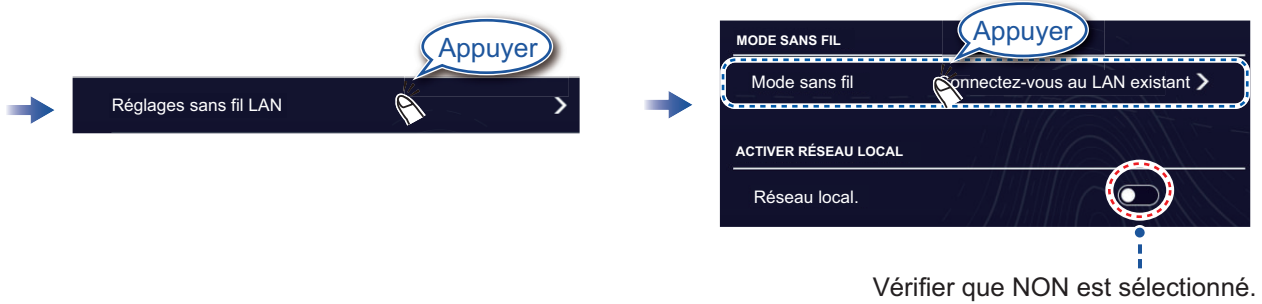 Appuyer
Réglages sans fil LAN
MODE SANS FIL
Appuyer
Mode sans fil
Connectez-vous au LAN existant
ACTIVER RÉSEAU LOCAL
Réseau local.
Vérifier que NON est sélectionné.